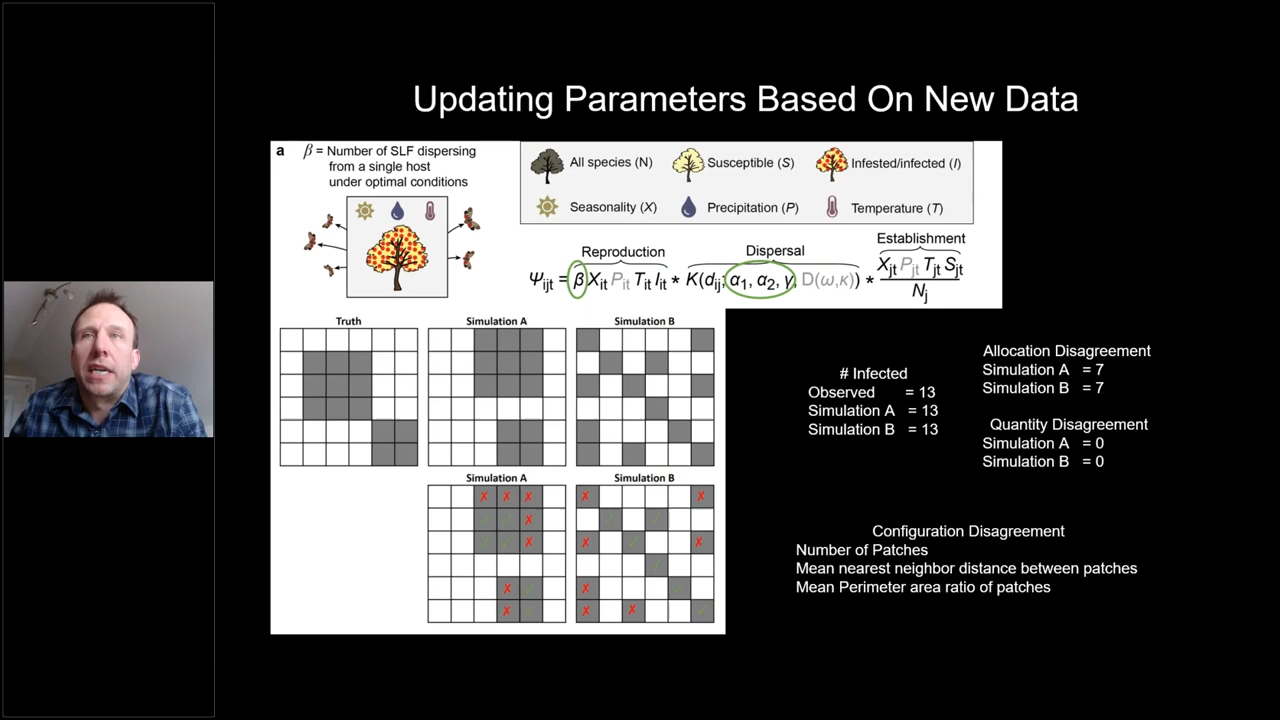 Updating Parameters Based On New Data
a
β = Number of SLF dispersing
from a single host
under optimal conditions
All species (N)
Susceptible (S)
Infested/infected (I)
Seasonality (X)
Precipitation (P)
Temperature (T)
Reproduction
Dispersal
Establishment
Ψijt = β Xit Pit Tit Iit * K(dij; α1, α2, γ, D(ω,κ)) * Xjt Pjt Tjt Sjt
Nj
Truth
Simulation A
Simulation B
Simulation A
Simulation B
# Infected
Observed = 13
Simulation A = 13
Simulation B = 13
Allocation Disagreement
Simulation A = 7
Simulation B = 7
Quantity Disagreement
Simulation A = 0
Simulation B = 0
Configuration Disagreement
Number of Patches
Mean nearest neighbor distance between patches
Mean Perimeter area ratio of patches